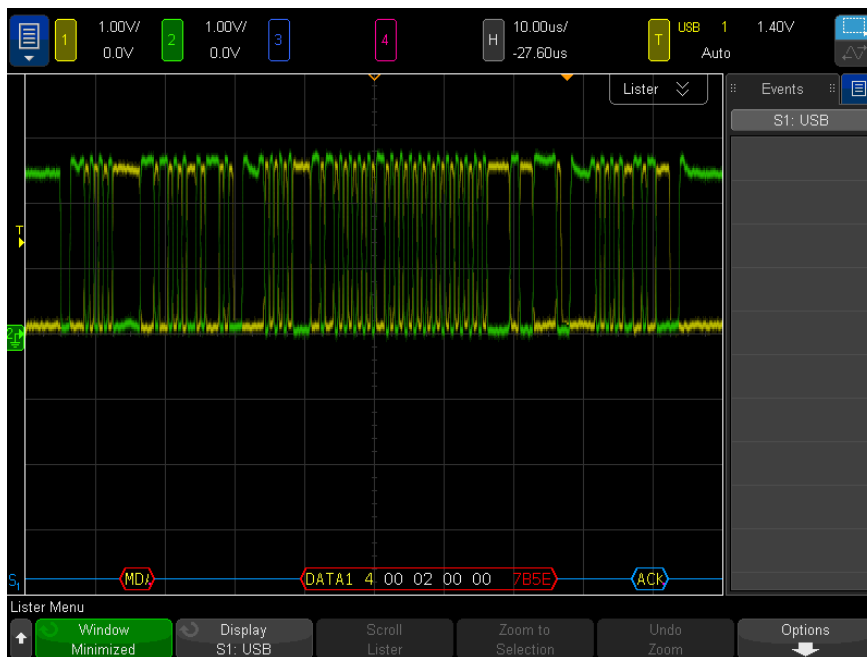 1 1.00V/ 2 1.00V/ 3 4 H 10.00us/ T USB 1 1.40V
0.0V 0.0V -27.60us Auto
Lister
Events
S1: USB
T
2
S1 DATA1 4 00 02 00 00 7B5E ACK
Lister Menu
Window Display Scroll Zoom to Undo Options
Minimized S1: USB Lister Selection Zoom